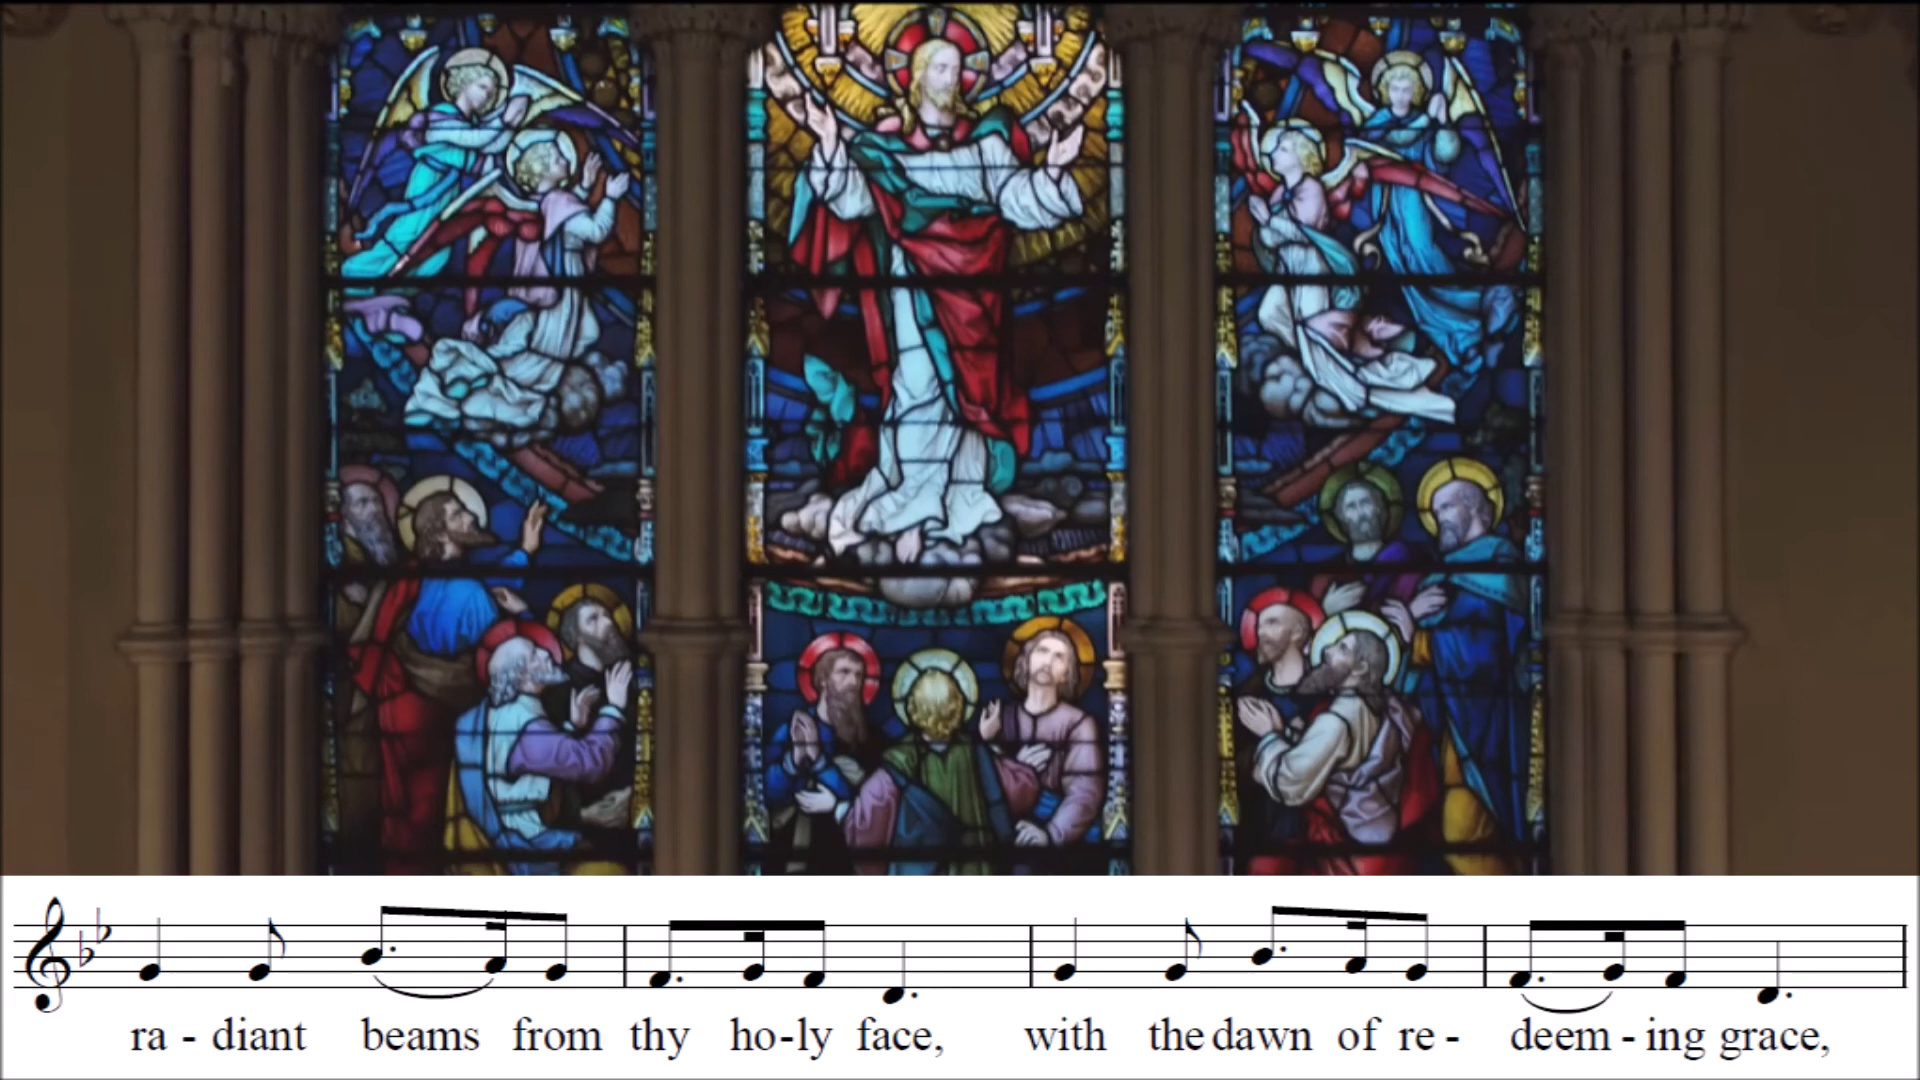 ra - diant beams from thy ho-ly face, with the dawn of re - deem - ing grace,